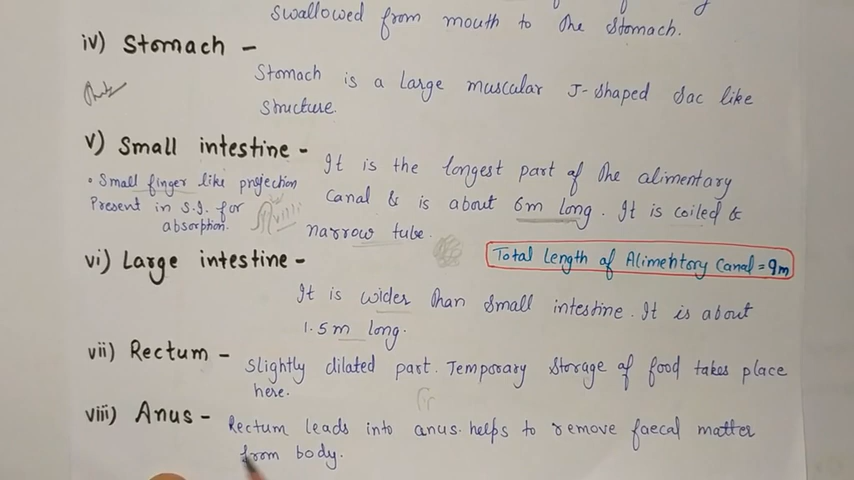 swallowed from mouth to the stomach.
iv) Stomach -
Stomach is a large muscular J-shaped sac like
structure.
v) Small intestine -
It is the longest part of the alimentary
canal & is about 6m long. It is coiled &
narrow tube.
• Small finger like projection
Present in S.I. for
absorption.
vi) Large intestine -
Total Length of Alimentory Canal = 9m
It is wider than small intestine. It is about
1.5m long.
vii) Rectum -
Slightly dilated part. Temporary storage of food takes place
here.
viii) Anus -
Rectum leads into anus. helps to remove faecal matter
from body.